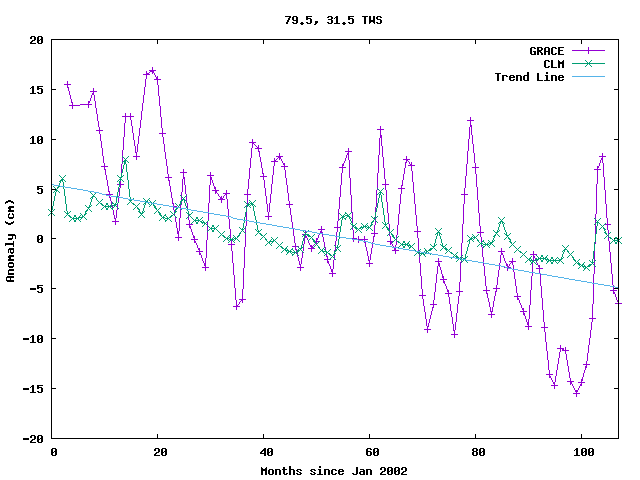 79.5, 31.5 TWS
GRACE
CLM
Trend Line
20
15
10
5
0
-5
-10
-15
-20
Anomaly (cm)
0 20 40 60 80 100
Months since Jan 2002